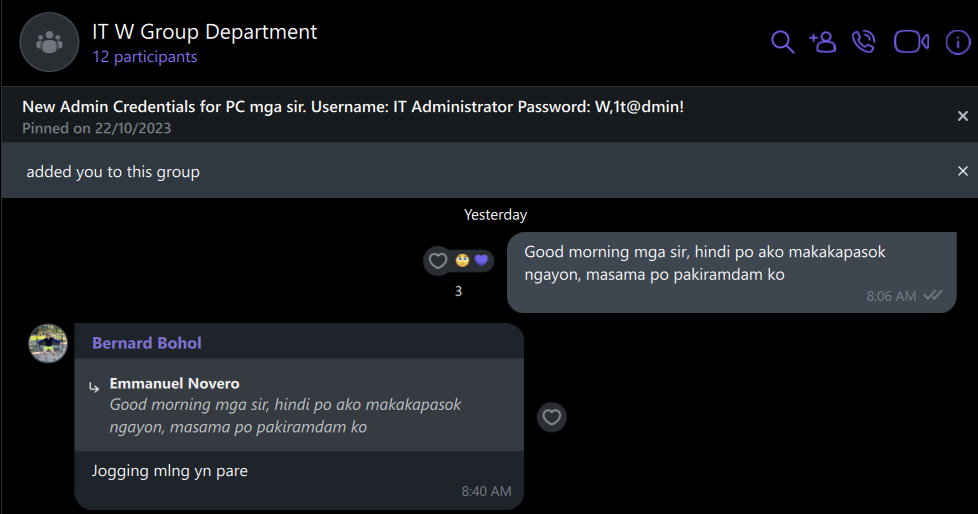 IT W Group Department
12 participants
New Admin Credentials for PC mga sir. Username: IT Administrator Password: W,1t@dmin!
Pinned on 22/10/2023
added you to this group
Yesterday
Good morning mga sir, hindi po ako makakapasok
ngayon, masama po pakiramdam ko
8:06 AM
3
Bernard Bohol
Emmanuel Novero
Good morning mga sir, hindi po ako makakapasok
ngayon, masama po pakiramdam ko
Jogging mlng yn pare
8:40 AM